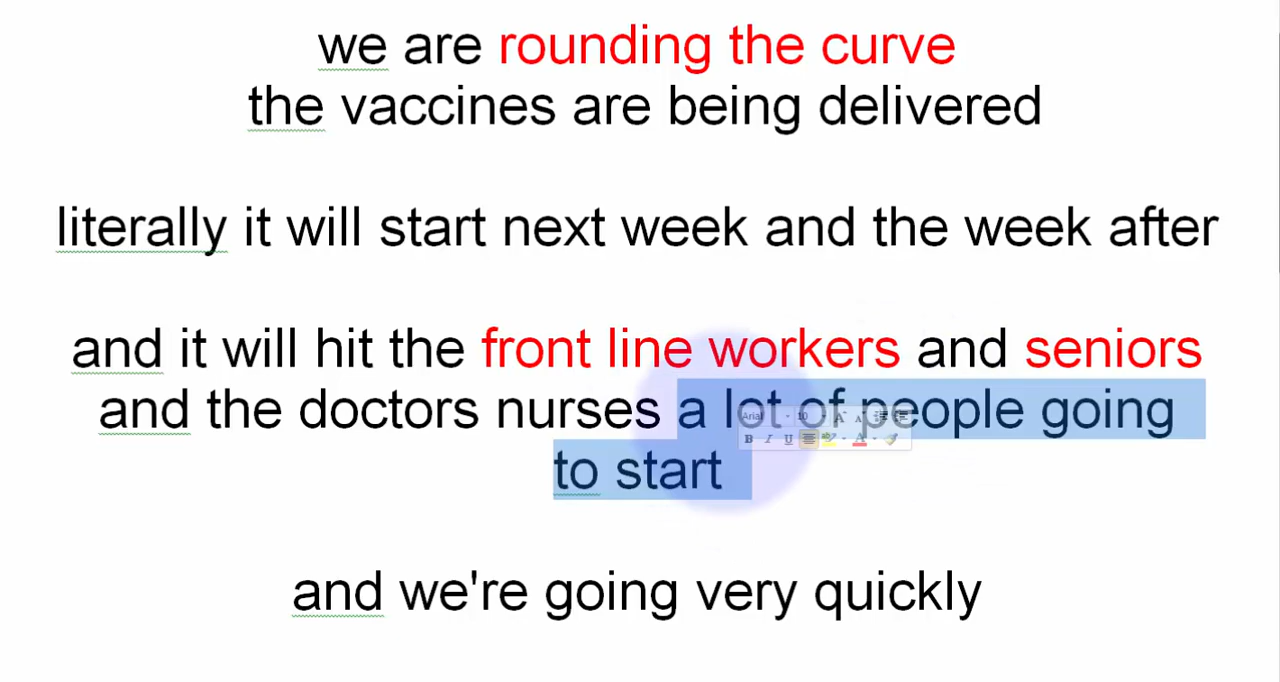 we are rounding the curve
the vaccines are being delivered
literally it will start next week and the week after
and it will hit the front line workers and seniors
and the doctors nurses a lot of people going
to start
Arial 10
B I U
and we're going very quickly